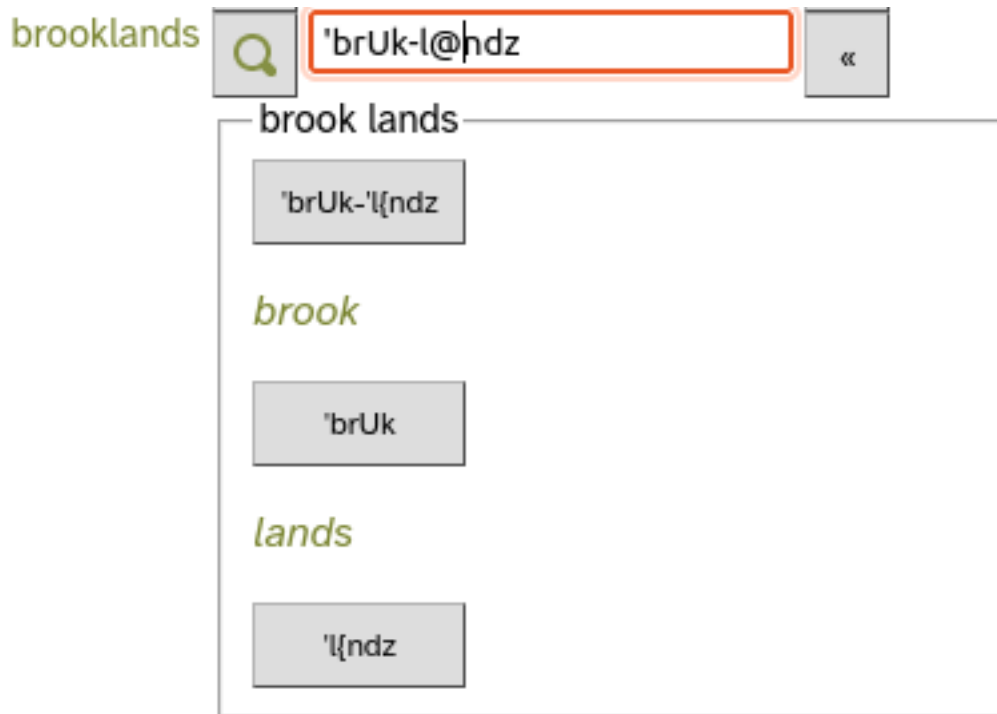 brooklands 'brUk-l@ndz «
brook lands
'brUk-'l{ndz
brook
'brUk
lands
'l{ndz